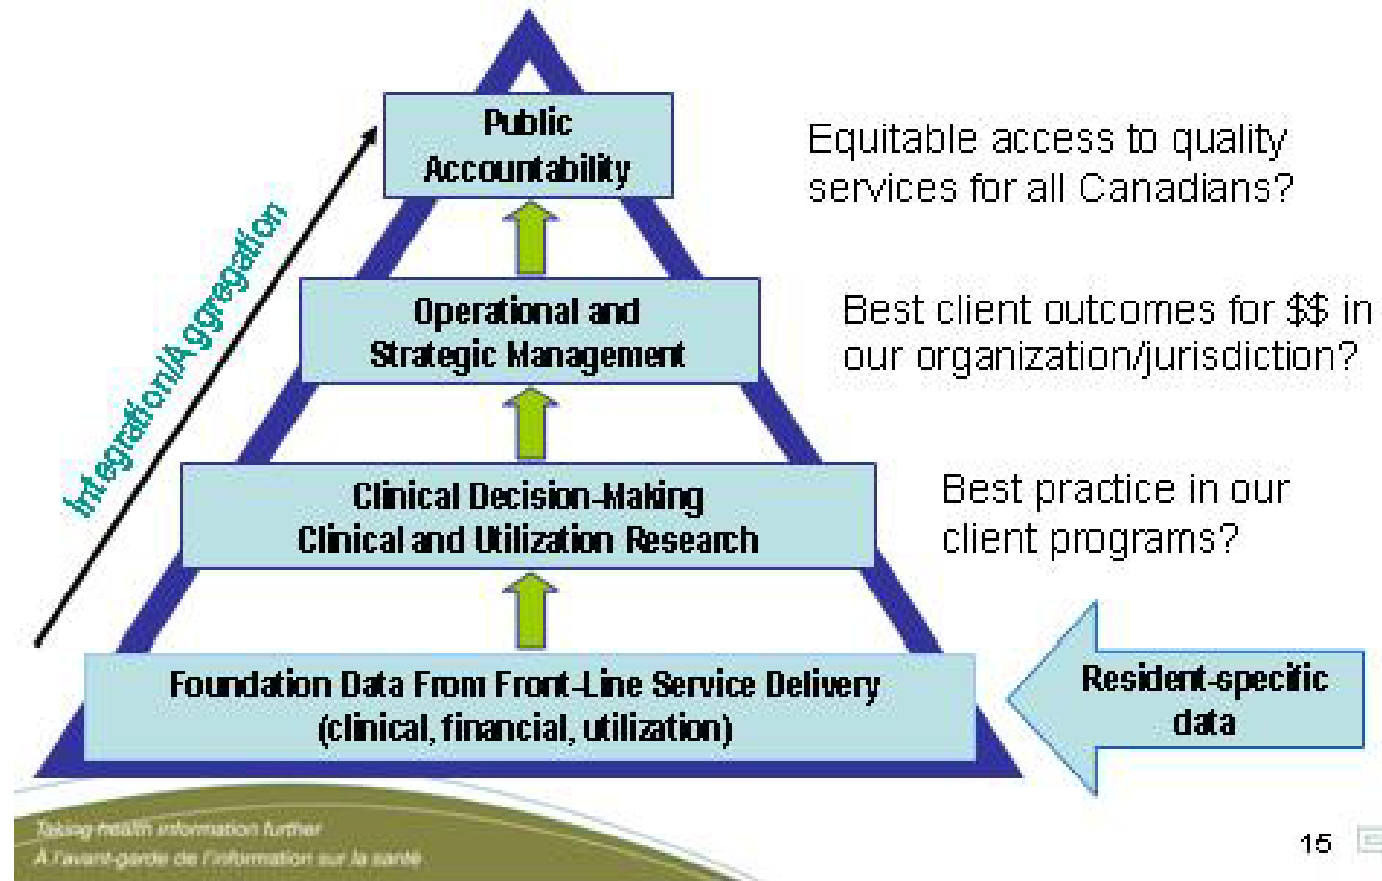 Public
Accountability
Equitable access to quality
services for all Canadians?
Integration/Aggregation
Operational and
Strategic Management
Best client outcomes for $$ in
our organization/jurisdiction?
Clinical Decision-Making
Clinical and Utilization Research
Best practice in our
client programs?
Foundation Data From Front-Line Service Delivery
(clinical, financial, utilization)
Resident-specific
data
Taking health information further
À l'avant-garde de l'information sur la santé
15